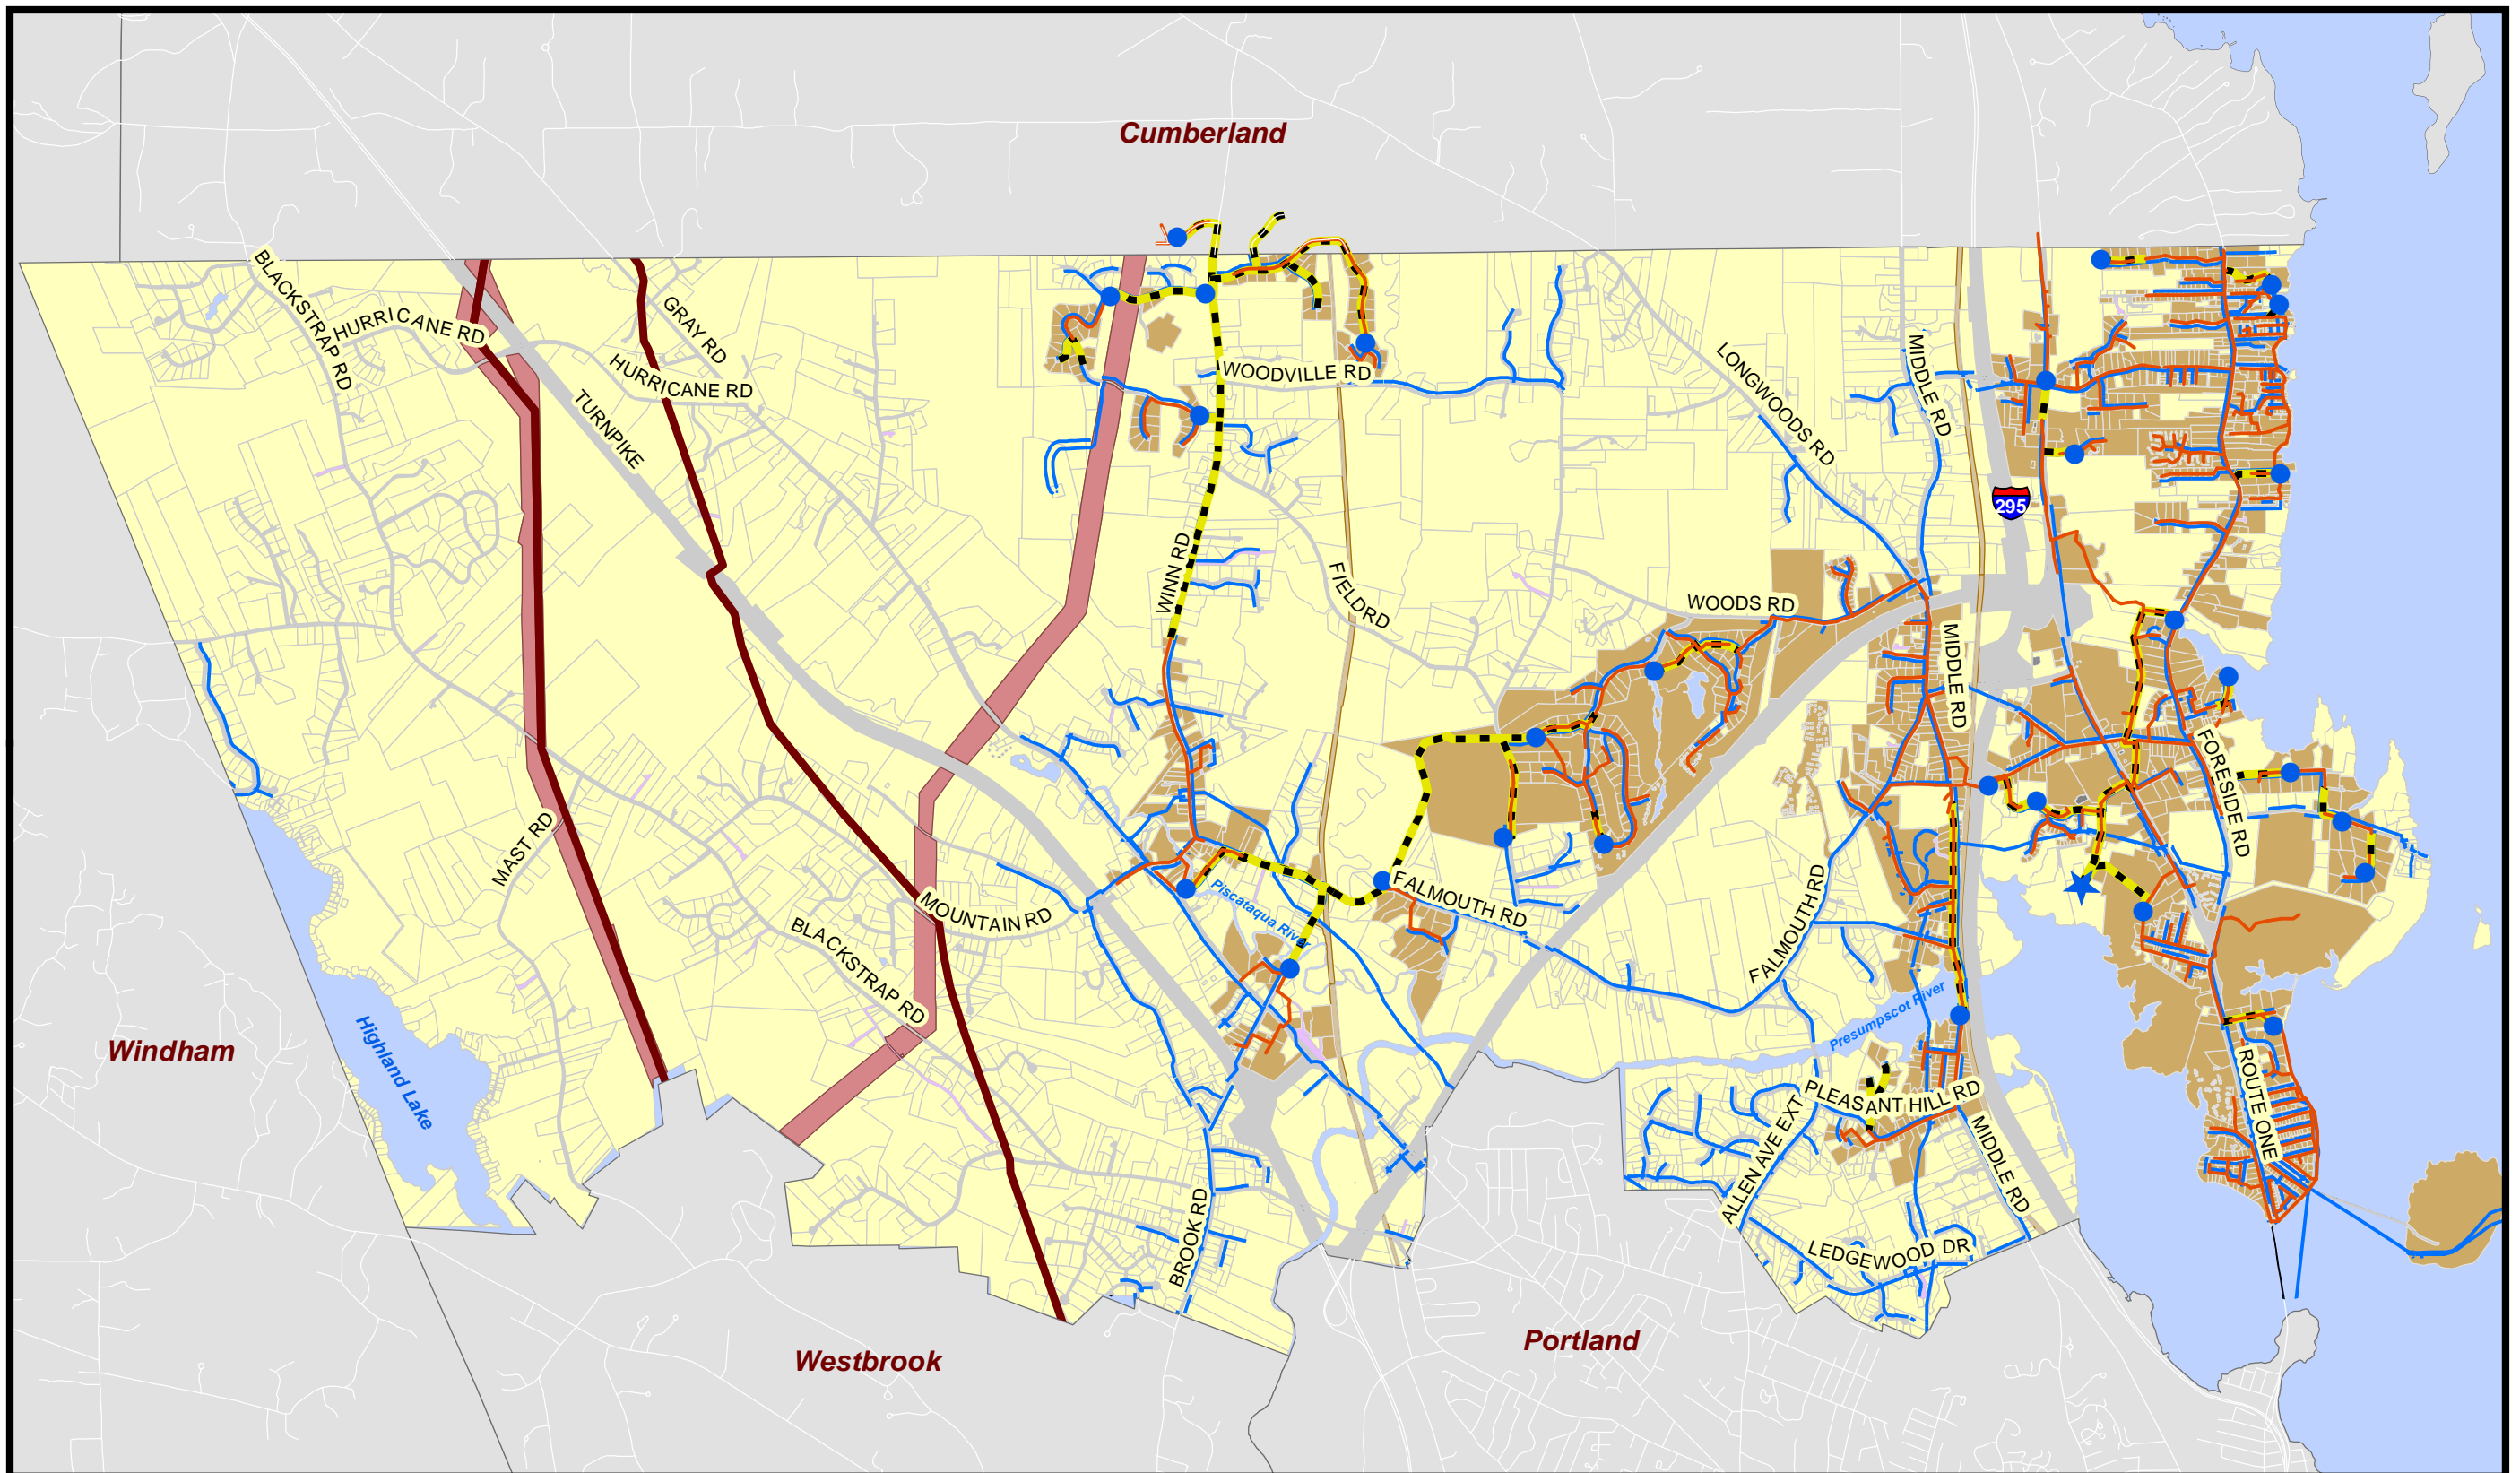 Cumberland
BLACKSTRAP RD
HURRICANE RD
GRAY RD
HURRICANE RD
TURNPIKE
WOODVILLE RD
LONGWOODS RD
MIDDLE RD
295
WINN RD
FIELD RD
WOODS RD
MIDDLE RD
FORESIDE RD
MAST RD
FALMOUTH RD
FALMOUTH RD
Piscataqua River
MOUNTAIN RD
BLACKSTRAP RD
Presumpscot River
Windham
Highland Lake
PLEASANT HILL RD
ROUTE ONE
ALLEN AVE EXT
MIDDLE RD
BROOK RD
LEDGEWOOD DR
Westbrook
Portland